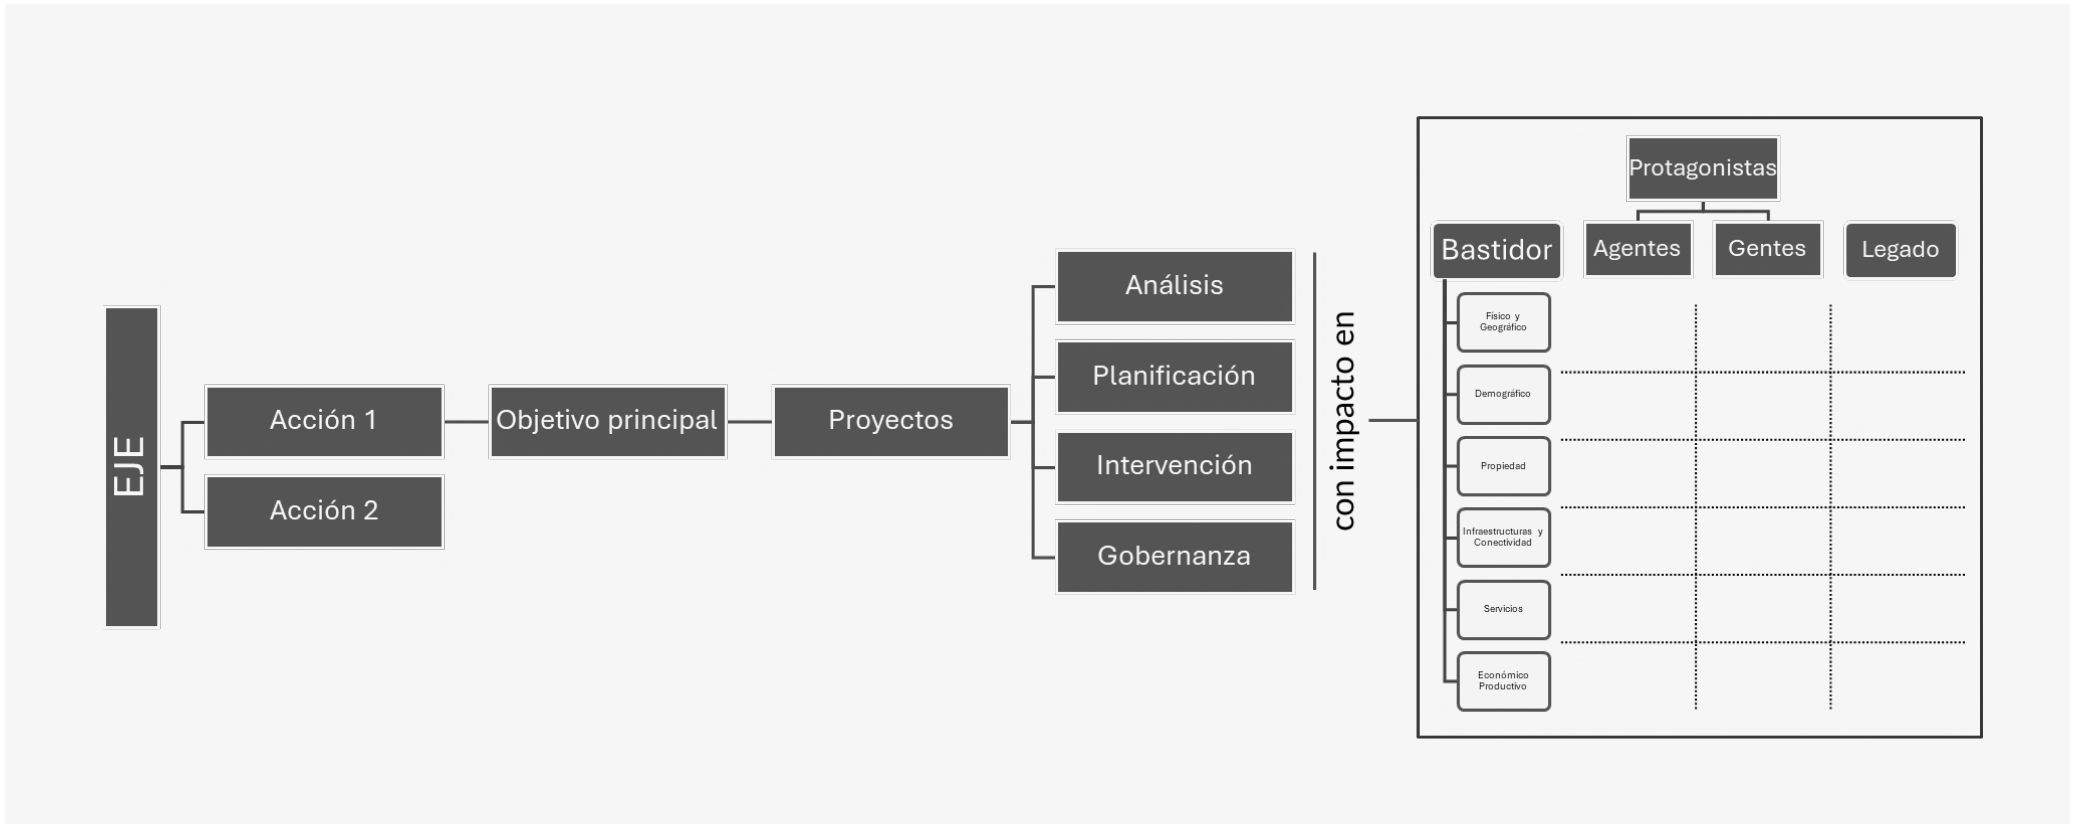 EJE
Acción 1
Acción 2
Objetivo principal
Proyectos
Análisis
Planificación
Intervención
Gobernanza
con impacto en
Protagonistas
Bastidor
Agentes
Gentes
Legado
Físico y
Geográfico
Demográfico
Propiedad
Infraestructuras y
Conectividad
Servicios
Económico
Productivo